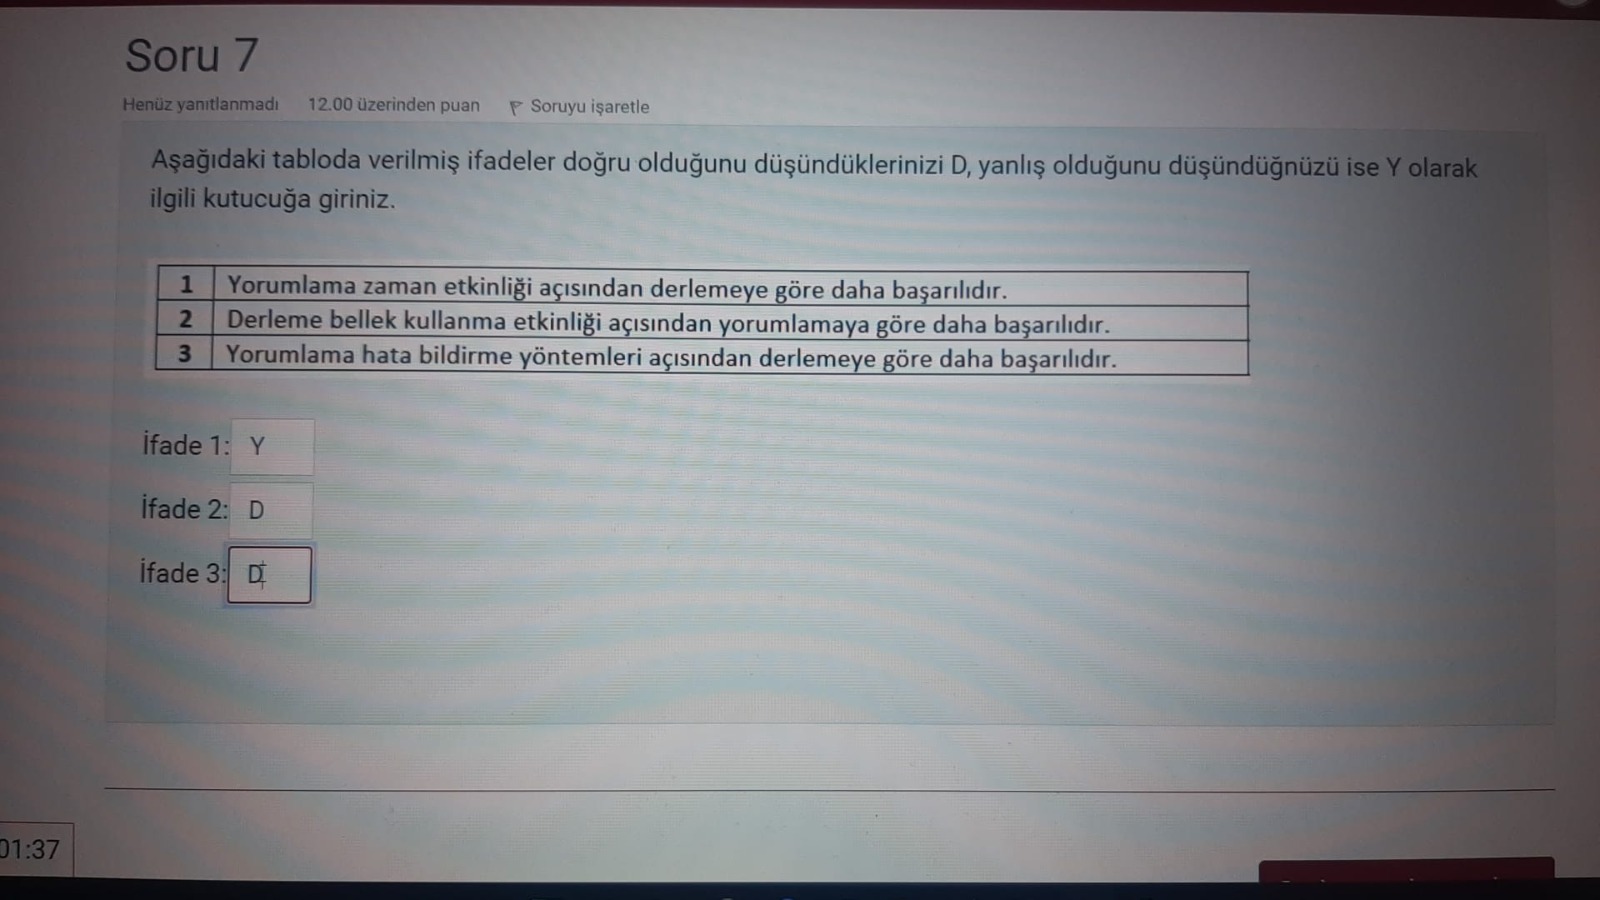 Soru 7
Henüz yanıtlanmadı 12.00 üzerinden puan Soruyu işaretle
Aşağıdaki tabloda verilmiş ifadeler doğru olduğunu düşündüklerinizi D, yanlış olduğunu düşündüğnüzü ise Y olarak
ilgili kutucuğa giriniz.
1 Yorumlama zaman etkinliği açısından derlemeye göre daha başarılıdır.
2 Derleme bellek kullanma etkinliği açısından yorumlamaya göre daha başarılıdır.
3 Yorumlama hata bildirme yöntemleri açısından derlemeye göre daha başarılıdır.
İfade 1: Y
İfade 2: D
İfade 3: D
01:37